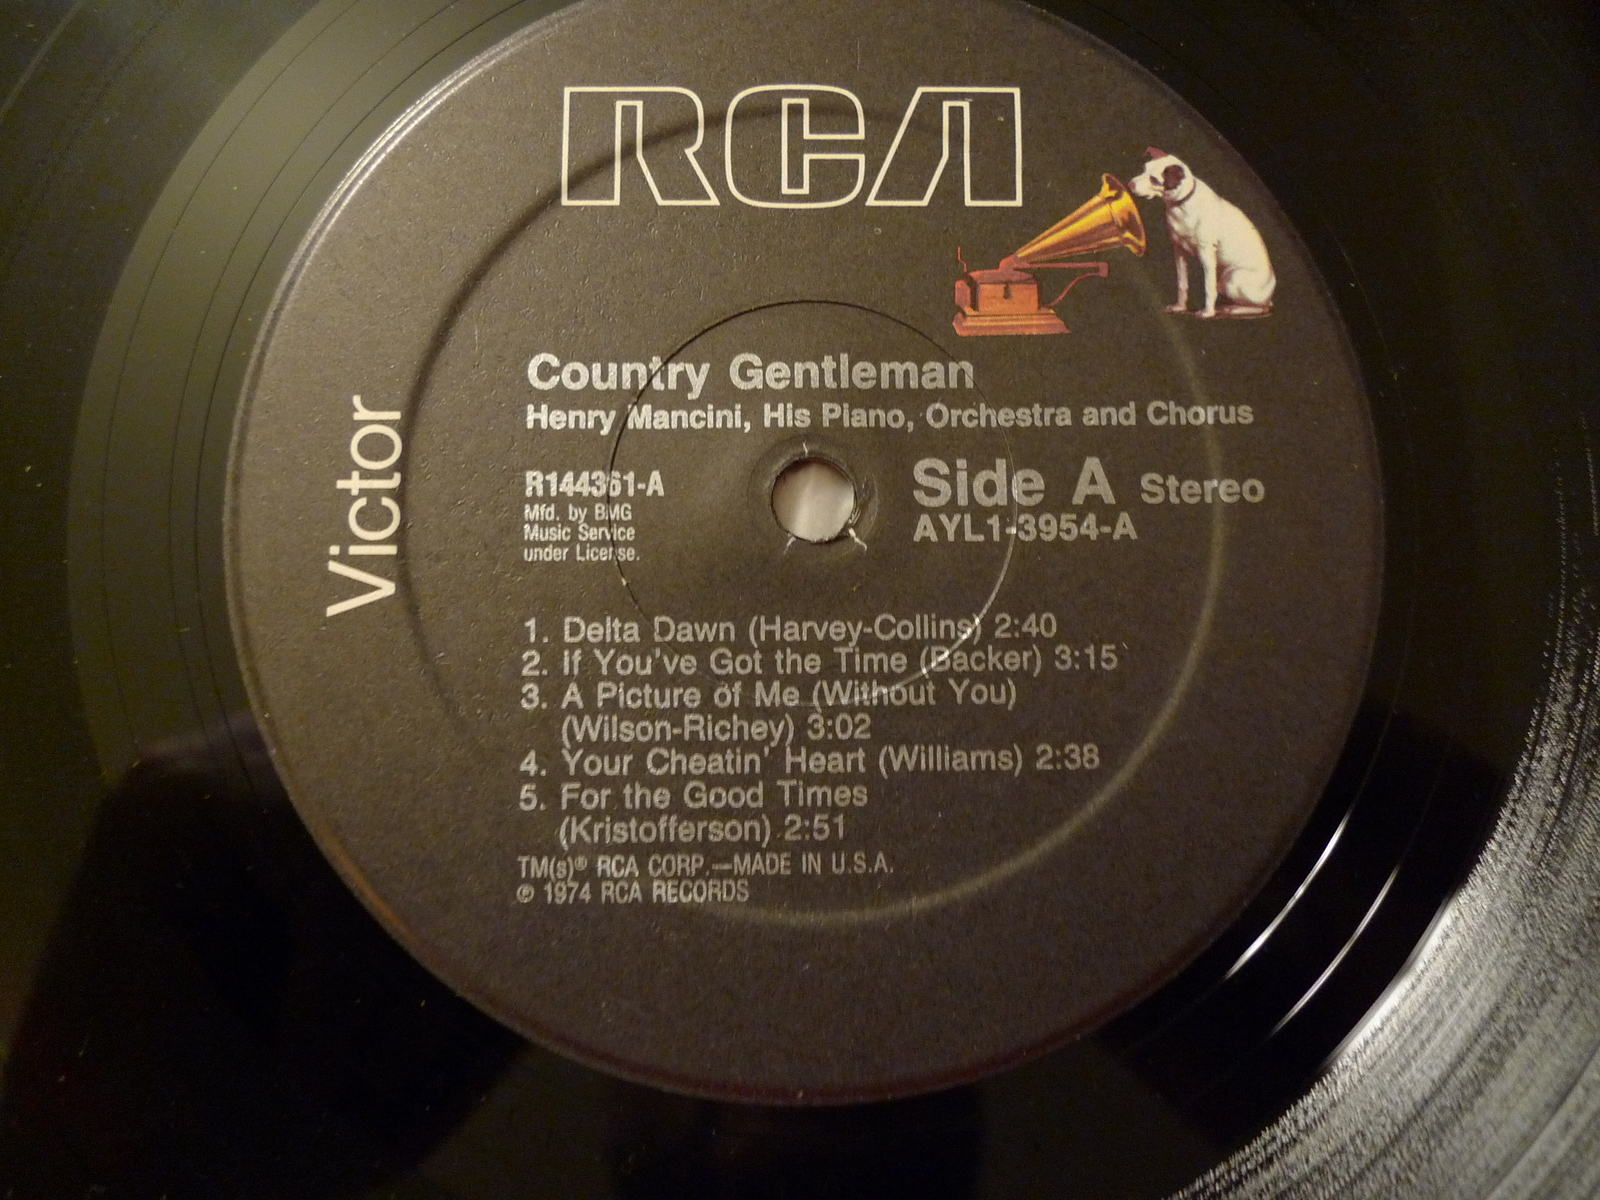 RCA
Victor
Country Gentleman
Henry Mancini, His Piano, Orchestra and Chorus
R144361-A
Mfd. by BMG
Music Service
under License.
Side A Stereo
AYL1-3954-A
1. Delta Dawn (Harvey-Collins) 2:40
2. If You've Got the Time (Backer) 3:15
3. A Picture of Me (Without You)
(Wilson-Richey) 3:02
4. Your Cheatin' Heart (Williams) 2:38
5. For the Good Times
(Kristofferson) 2:51
TM(s)® RCA CORP.—MADE IN U.S.A.
℗ 1974 RCA RECORDS